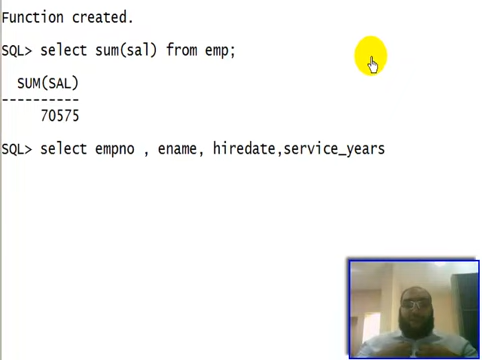 Function created.
SQL> select sum(sal) from emp;
SUM(SAL)
----------
70575
SQL> select empno , ename, hiredate,service_years